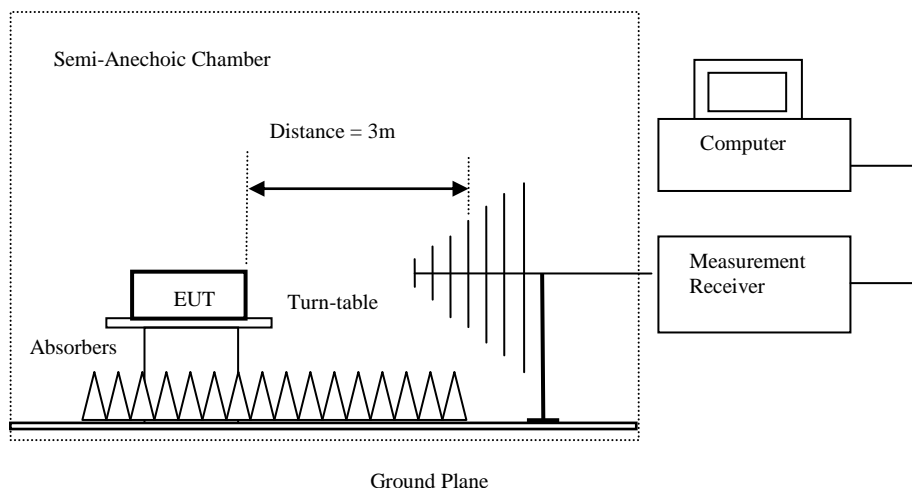 Semi-Anechoic Chamber
Distance = 3m
Computer
Measurement
Receiver
EUT
Turn-table
Absorbers
Ground Plane